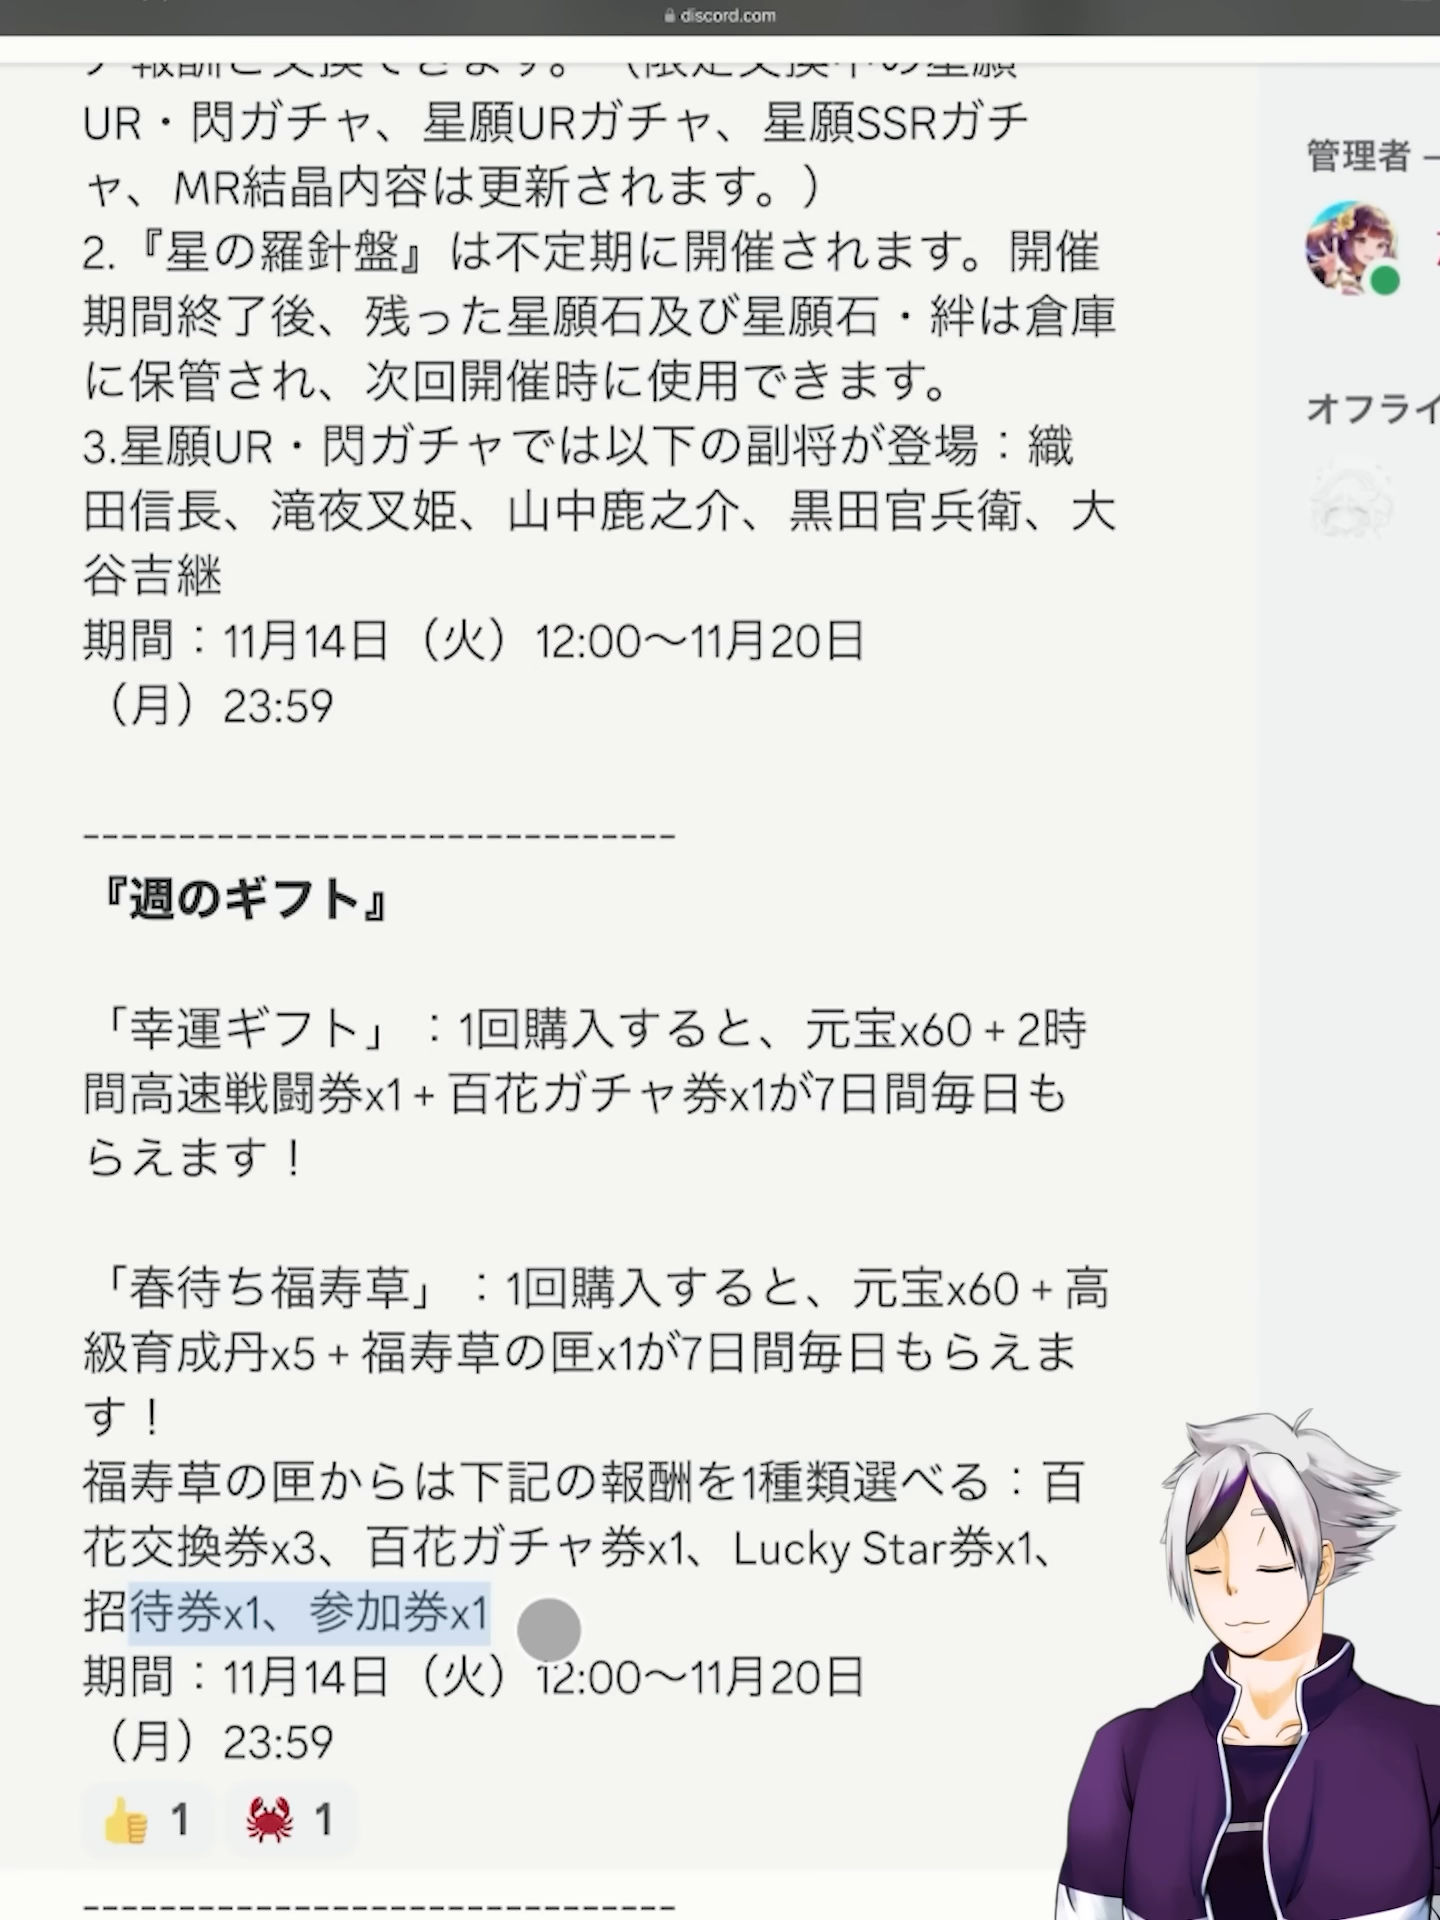 discord.com
報酬と交換できます。（限定交換中の星願
UR・閃ガチャ、星願URガチャ、星願SSRガチ
ャ、MR結晶内容は更新されます。）
2.『星の羅針盤』は不定期に開催されます。開催
期間終了後、残った星願石及び星願石・絆は倉庫
に保管され、次回開催時に使用できます。
3.星願UR・閃ガチャでは以下の副将が登場：織
田信長、滝夜叉姫、山中鹿之介、黒田官兵衛、大
谷吉継
期間：11月14日（火）12:00～11月20日
（月）23:59
-------------------------------
『週のギフト』
「幸運ギフト」：1回購入すると、元宝x60＋2時
間高速戦闘券x1＋百花ガチャ券x1が7日間毎日も
らえます！
「春待ち福寿草」：1回購入すると、元宝x60＋高
級育成丹x5＋福寿草の匣x1が7日間毎日もらえま
す！
福寿草の匣からは下記の報酬を1種類選べる：百
花交換券x3、百花ガチャ券x1、Lucky Star券x1、
招待券x1、参加券x1
期間：11月14日（火）12:00～11月20日
（月）23:59
👍 1 🦀 1
-------------------------------
管理者 –
オフライ